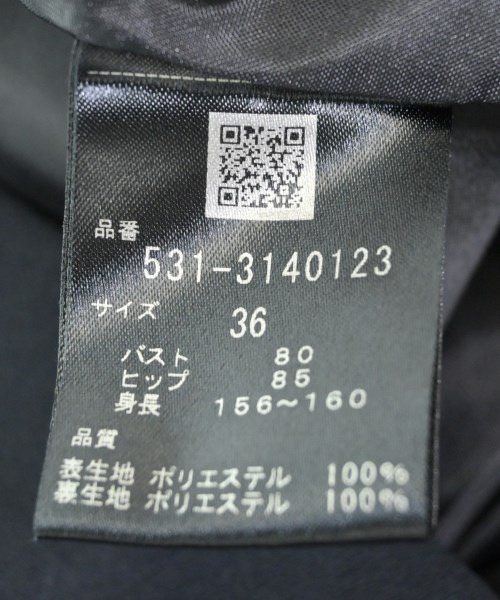 品番
531-3140123
サイズ 36
バスト 80
ヒップ 85
身長 156～160
品質
表生地 ポリエステル 100%
裏生地 ポリエステル 100%